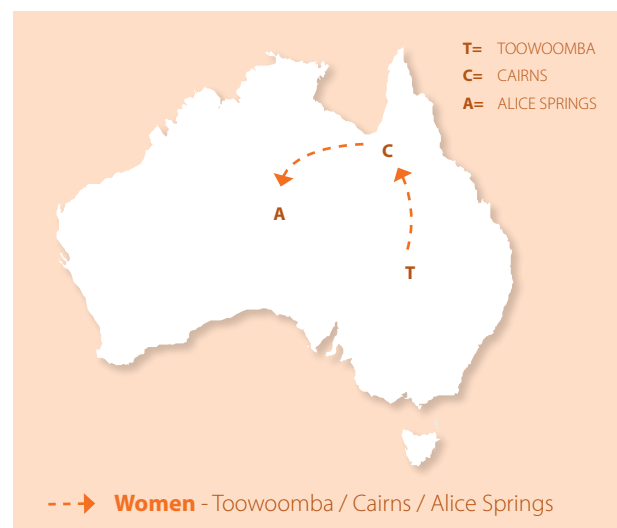 T= TOOWOOMBA
C= CAIRNS
A= ALICE SPRINGS
C
A
T
Women - Toowoomba / Cairns / Alice Springs